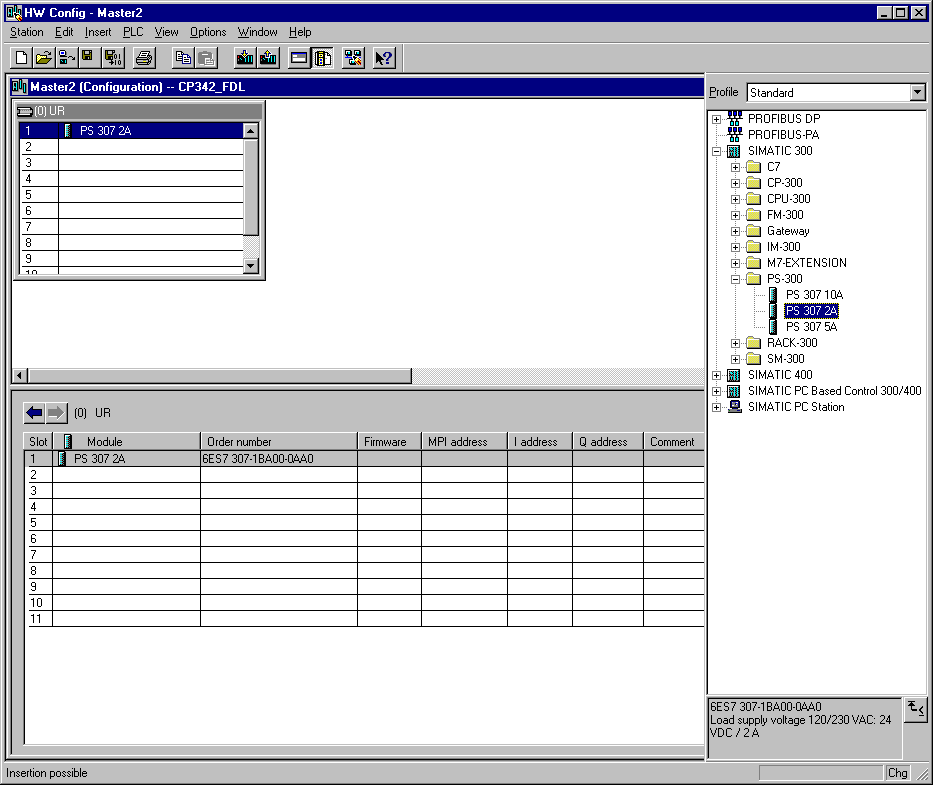 HW Config - Master2
Station Edit Insert PLC View Options Window Help
Master2 (Configuration) -- CP342_FDL
(0) UR
1 PS 307 2A
2
3
4
5
6
7
8
9
10
(0) UR
Slot Module Order number Firmware MPI address I address Q address Comment
1 PS 307 2A 6ES7 307-1BA00-0AA0
2
3
4
5
6
7
8
9
10
11
Profile Standard
PROFIBUS DP
PROFIBUS-PA
SIMATIC 300
C7
CP-300
CPU-300
FM-300
Gateway
IM-300
M7-EXTENSION
PS-300
PS 307 10A
PS 307 2A
PS 307 5A
RACK-300
SM-300
SIMATIC 400
SIMATIC PC Based Control 300/400
SIMATIC PC Station
6ES7 307-1BA00-0AA0
Load supply voltage 120/230 VAC: 24
VDC / 2 A
Insertion possible
Chg